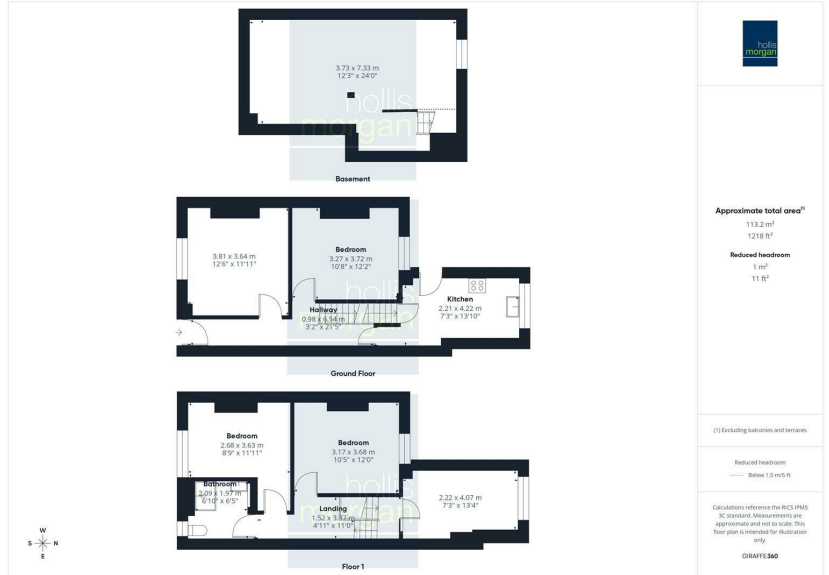 3.73 x 7.33 m
12'3" x 24'0"
hollis
morgan
Basement
3.81 x 3.64 m
12'6" x 11'11"
Bedroom
3.27 x 3.72 m
10'8" x 12'2"
hollis
Hallway
0.98 x 6.54 m
3'2" x 21'5"
Kitchen
2.21 x 4.22 m
7'3" x 13'10"
Ground Floor
Bedroom
2.68 x 3.63 m
8'9" x 11'11"
Bedroom
3.17 x 3.68 m
10'5" x 12'0"
Bathroom
2.09 x 1.97 m
6'10" x 6'5"
Landing
4'11" x 11'0"
2.22 x 4.07 m
7'3" x 13'4"
Floor 1
W
S N
E
hollis
morgan
Approximate total area(1)
113.2 m²
1218 ft²
Reduced headroom
1 m²
11 ft²
(1) Excluding balconies and terraces
Reduced headroom
Below 1.5 m/5 ft
Calculations reference the RICS IPMS
3C standard. Measurements are
approximate and not to scale. This
floor plan is intended for illustration
only.
GIRAFFE360